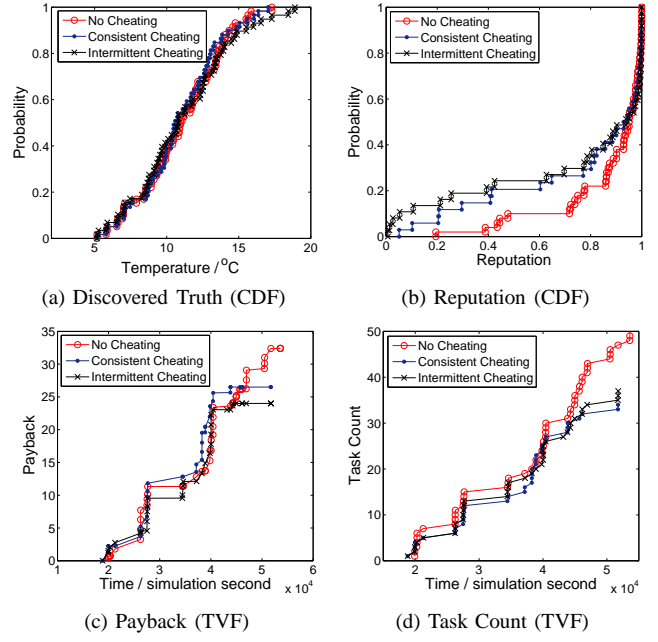 No Cheating
Consistent Cheating
Intermittent Cheating
Probability
1
0.8
0.6
0.4
0.2
0
5 10 15 20
Temperature / °C
(a) Discovered Truth (CDF)
No Cheating
Consistent Cheating
Intermittent Cheating
Probability
1
0.8
0.6
0.4
0.2
0
0 0.2 0.4 0.6 0.8 1
Reputation
(b) Reputation (CDF)
No Cheating
Consistent Cheating
Intermittent Cheating
Payback
35
30
25
20
15
10
5
0
1 2 3 4 5 6
Time / simulation second
x 10⁴
(c) Payback (TVF)
No Cheating
Consistent Cheating
Intermittent Cheating
Task Count
50
40
30
20
10
0
2 3 4 5
Time / simulation second
x 10⁴
(d) Task Count (TVF)